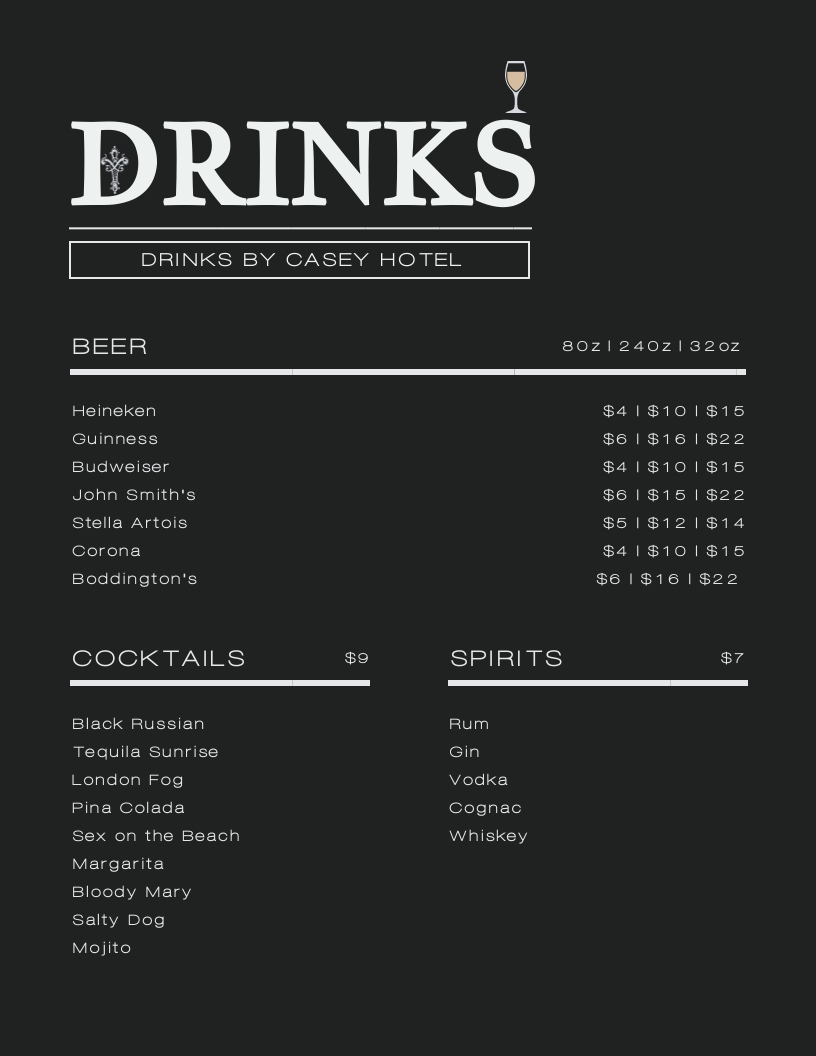 DRINKS
DRINKS BY CASEY HOTEL
BEER 8Oz | 24Oz | 32oz
Heineken $4 | $10 | $15
Guinness $6 | $16 | $22
Budweiser $4 | $10 | $15
John Smith's $6 | $15 | $22
Stella Artois $5 | $12 | $14
Corona $4 | $10 | $15
Boddington's $6 | $16 | $22
COCKTAILS $9
Black Russian
Tequila Sunrise
London Fog
Pina Colada
Sex on the Beach
Margarita
Bloody Mary
Salty Dog
Mojito
SPIRITS $7
Rum
Gin
Vodka
Cognac
Whiskey